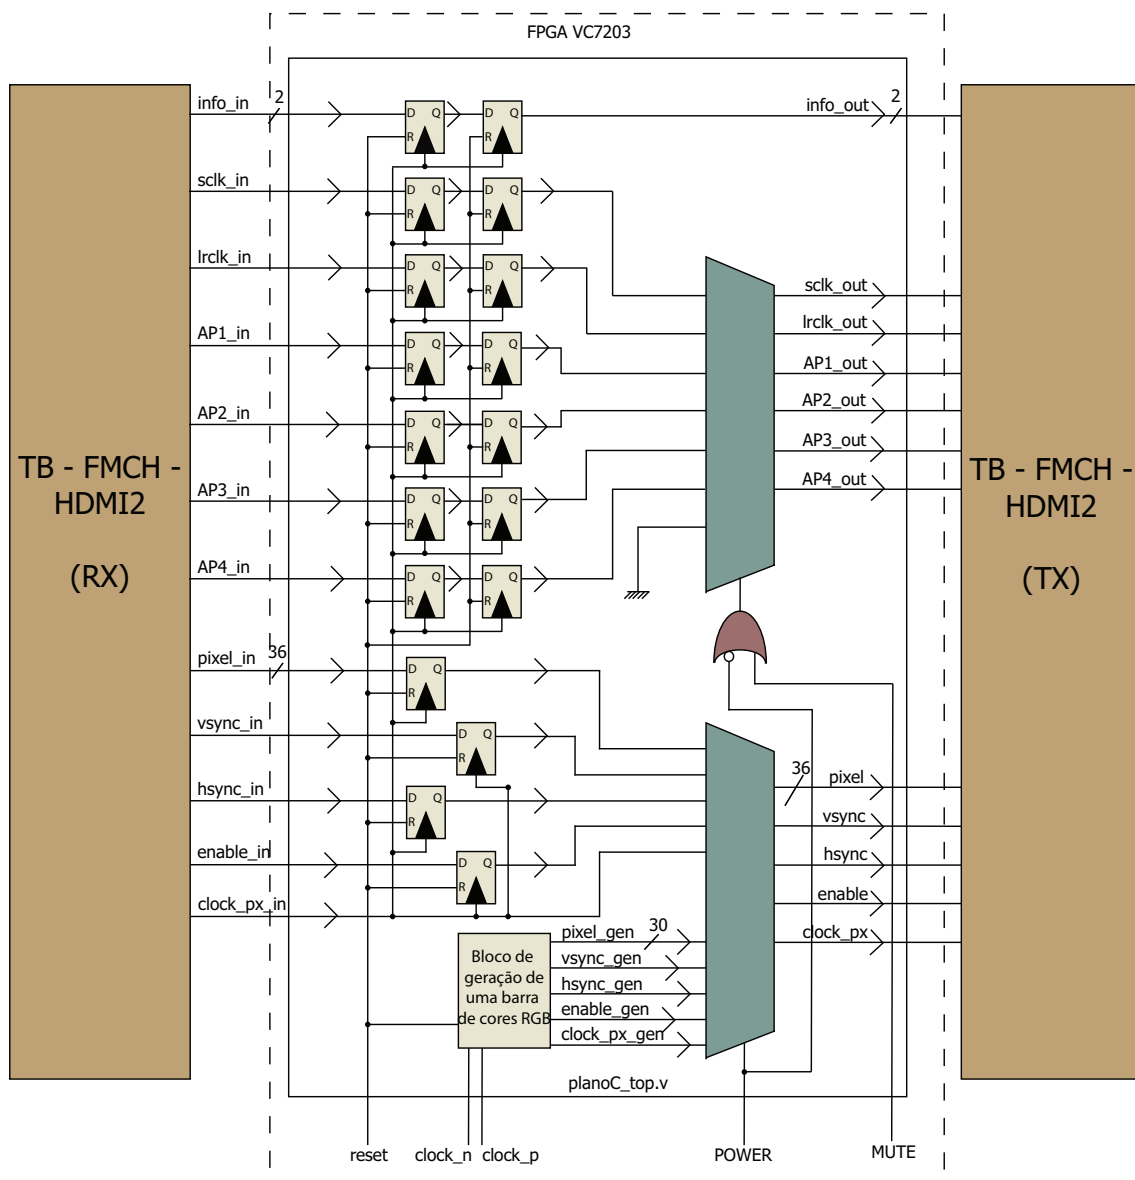 FPGA VC7203
info_in
2
D Q
R
D Q
R
info_out
2
sclk_in
D Q
R
D Q
R
lrclk_in
D Q
R
D Q
R
sclk_out
lrclk_out
AP1_in
D Q
R
D Q
R
AP1_out
AP2_in
D Q
R
D Q
R
AP2_out
AP3_out
TB - FMCH -
HDMI2
(RX)
TB - FMCH -
HDMI2
(TX)
AP3_in
D Q
R
D Q
R
AP4_out
AP4_in
D Q
R
D Q
R
pixel_in
36
D Q
R
vsync_in
D Q
R
hsync_in
D Q
R
36
pixel
vsync
enable_in
D Q
R
hsync
enable
clock_px_in
clock_px
Bloco de
geração de
uma barra
de cores RGB
pixel_gen
30
vsync_gen
hsync_gen
enable_gen
clock_px_gen
planoC_top.v
reset
clock_n
clock_p
POWER
MUTE